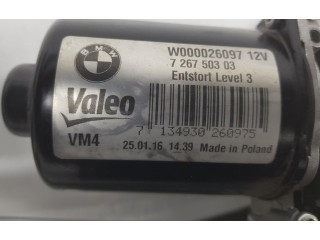 BMW
W000026097 12V
7 267 503 03
Entstort Level 3
Valeo
7 134930 260975
VM4
25.01.16 14.39 Made in Poland